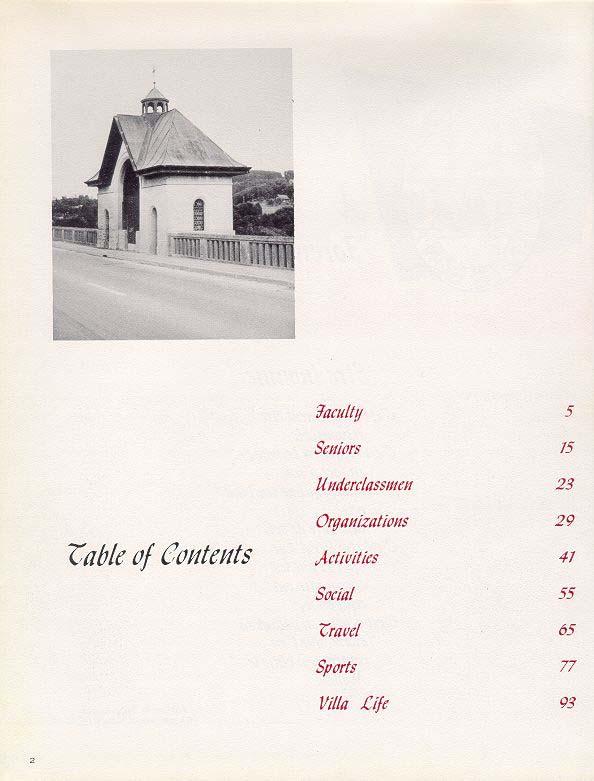 Faculty 5
Seniors 15
Underclassmen 23
Organizations 29
Table of Contents
Activities 41
Social 55
Travel 65
Sports 77
Villa Life 93
2